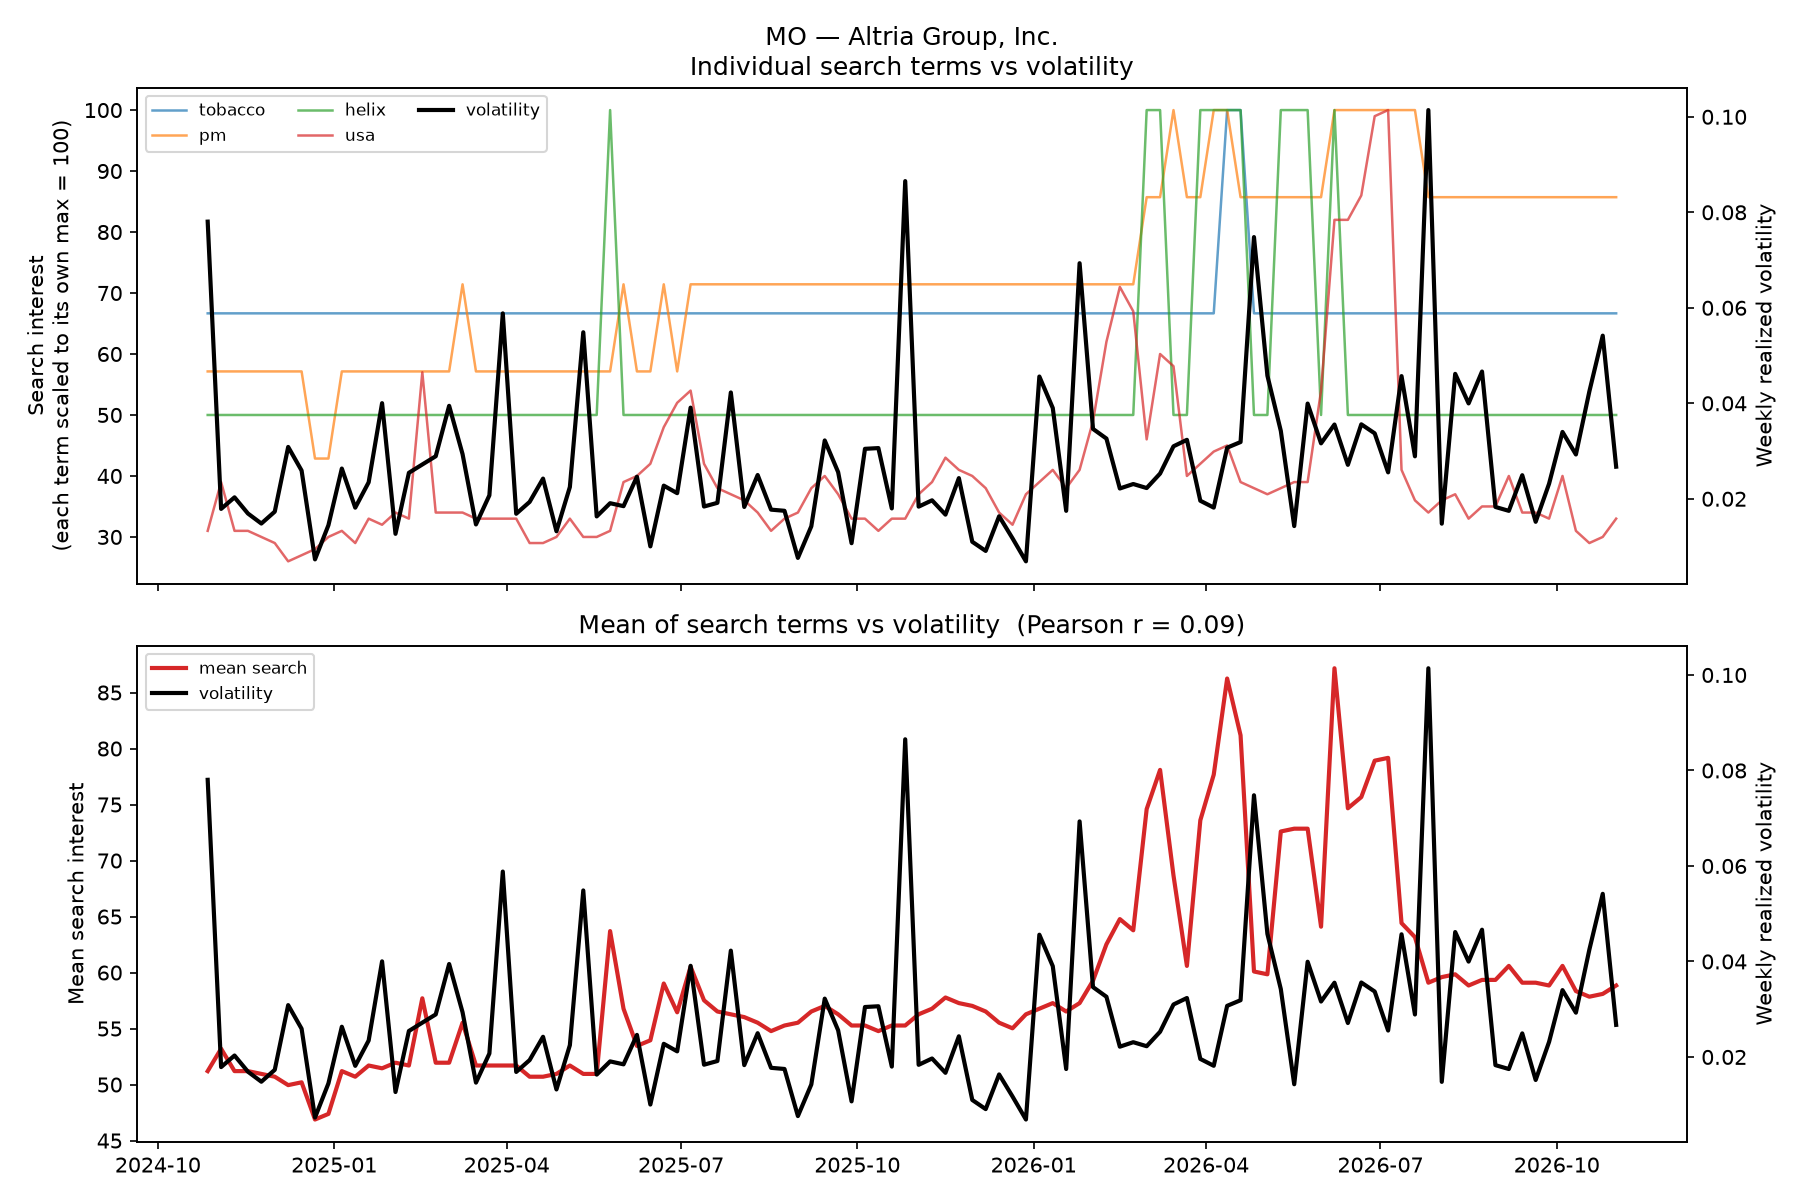 MO — Altria Group, Inc.
Individual search terms vs volatility
tobacco
pm
helix
usa
volatility
Search interest
(each term scaled to its own max = 100)
100
90
80
70
60
50
40
30
0.10
0.08
0.06
0.04
0.02
Weekly realized volatility
Mean of search terms vs volatility (Pearson r = 0.09)
mean search
volatility
Mean search interest
85
80
75
70
65
60
55
50
45
0.10
0.08
0.06
0.04
0.02
Weekly realized volatility
2024-10 2025-01 2025-04 2025-07 2025-10 2026-01 2026-04 2026-07 2026-10